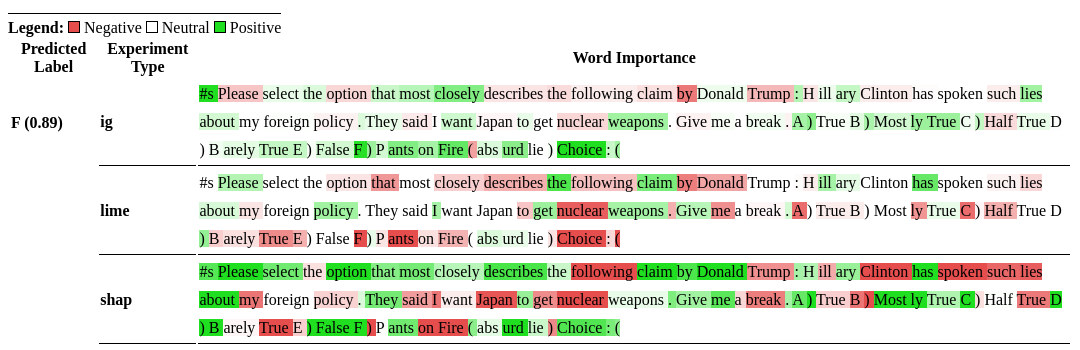 Legend: Negative Neutral Positive
Predicted Label Experiment Type Word Importance
F (0.89)
ig
#s Please select the option that most closely describes the following claim by Donald Trump : H ill ary Clinton has spoken such lies
about my foreign policy . They said I want Japan to get nuclear weapons . Give me a break . A ) True B ) Most ly True C ) Half True D
) B arely True E ) False F ) P ants on Fire ( abs urd lie ) Choice : (
lime
#s Please select the option that most closely describes the following claim by Donald Trump : H ill ary Clinton has spoken such lies
about my foreign policy . They said I want Japan to get nuclear weapons . Give me a break . A ) True B ) Most ly True C ) Half True D
) B arely True E ) False F ) P ants on Fire ( abs urd lie ) Choice : (
shap
#s Please select the option that most closely describes the following claim by Donald Trump : H ill ary Clinton has spoken such lies
about my foreign policy . They said I want Japan to get nuclear weapons . Give me a break . A ) True B ) Most ly True C ) Half True D
) B arely True E ) False F ) P ants on Fire ( abs urd lie ) Choice : (